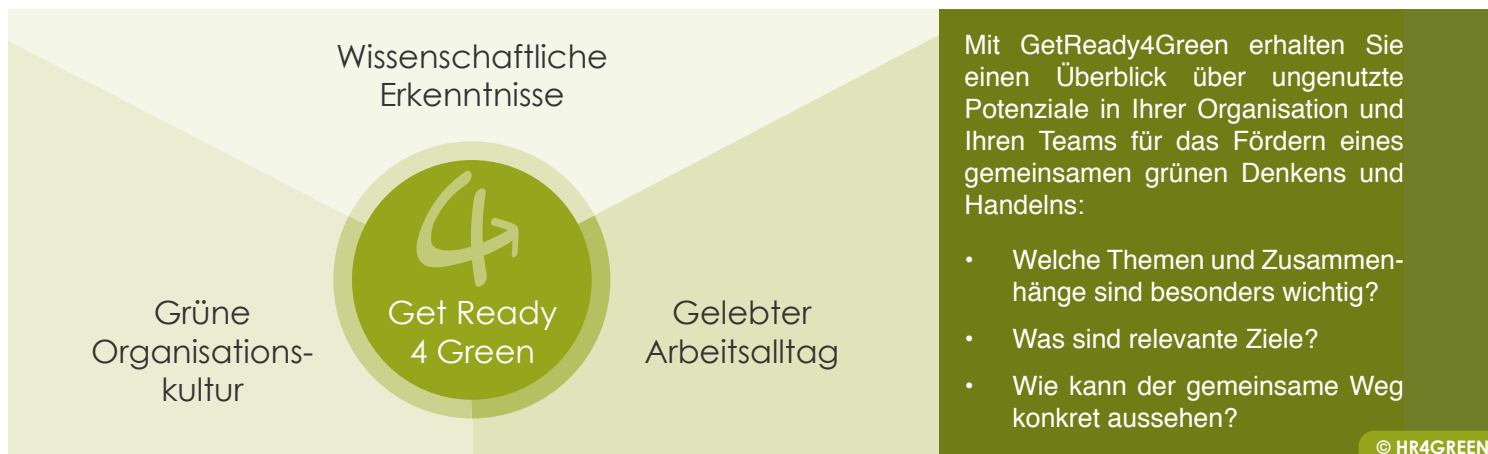 Wissenschaftliche
Erkenntnisse
Grüne
Organisations-
kultur
4
Get Ready
4 Green
Gelebter
Arbeitsalltag
Mit GetReady4Green erhalten Sie
einen Überblick über ungenutzte
Potenziale in Ihrer Organisation und
Ihren Teams für das Fördern eines
gemeinsamen grünen Denkens und
Handelns:
• Welche Themen und Zusammen-
hänge sind besonders wichtig?
• Was sind relevante Ziele?
• Wie kann der gemeinsame Weg
konkret aussehen?
© HR4GREEN